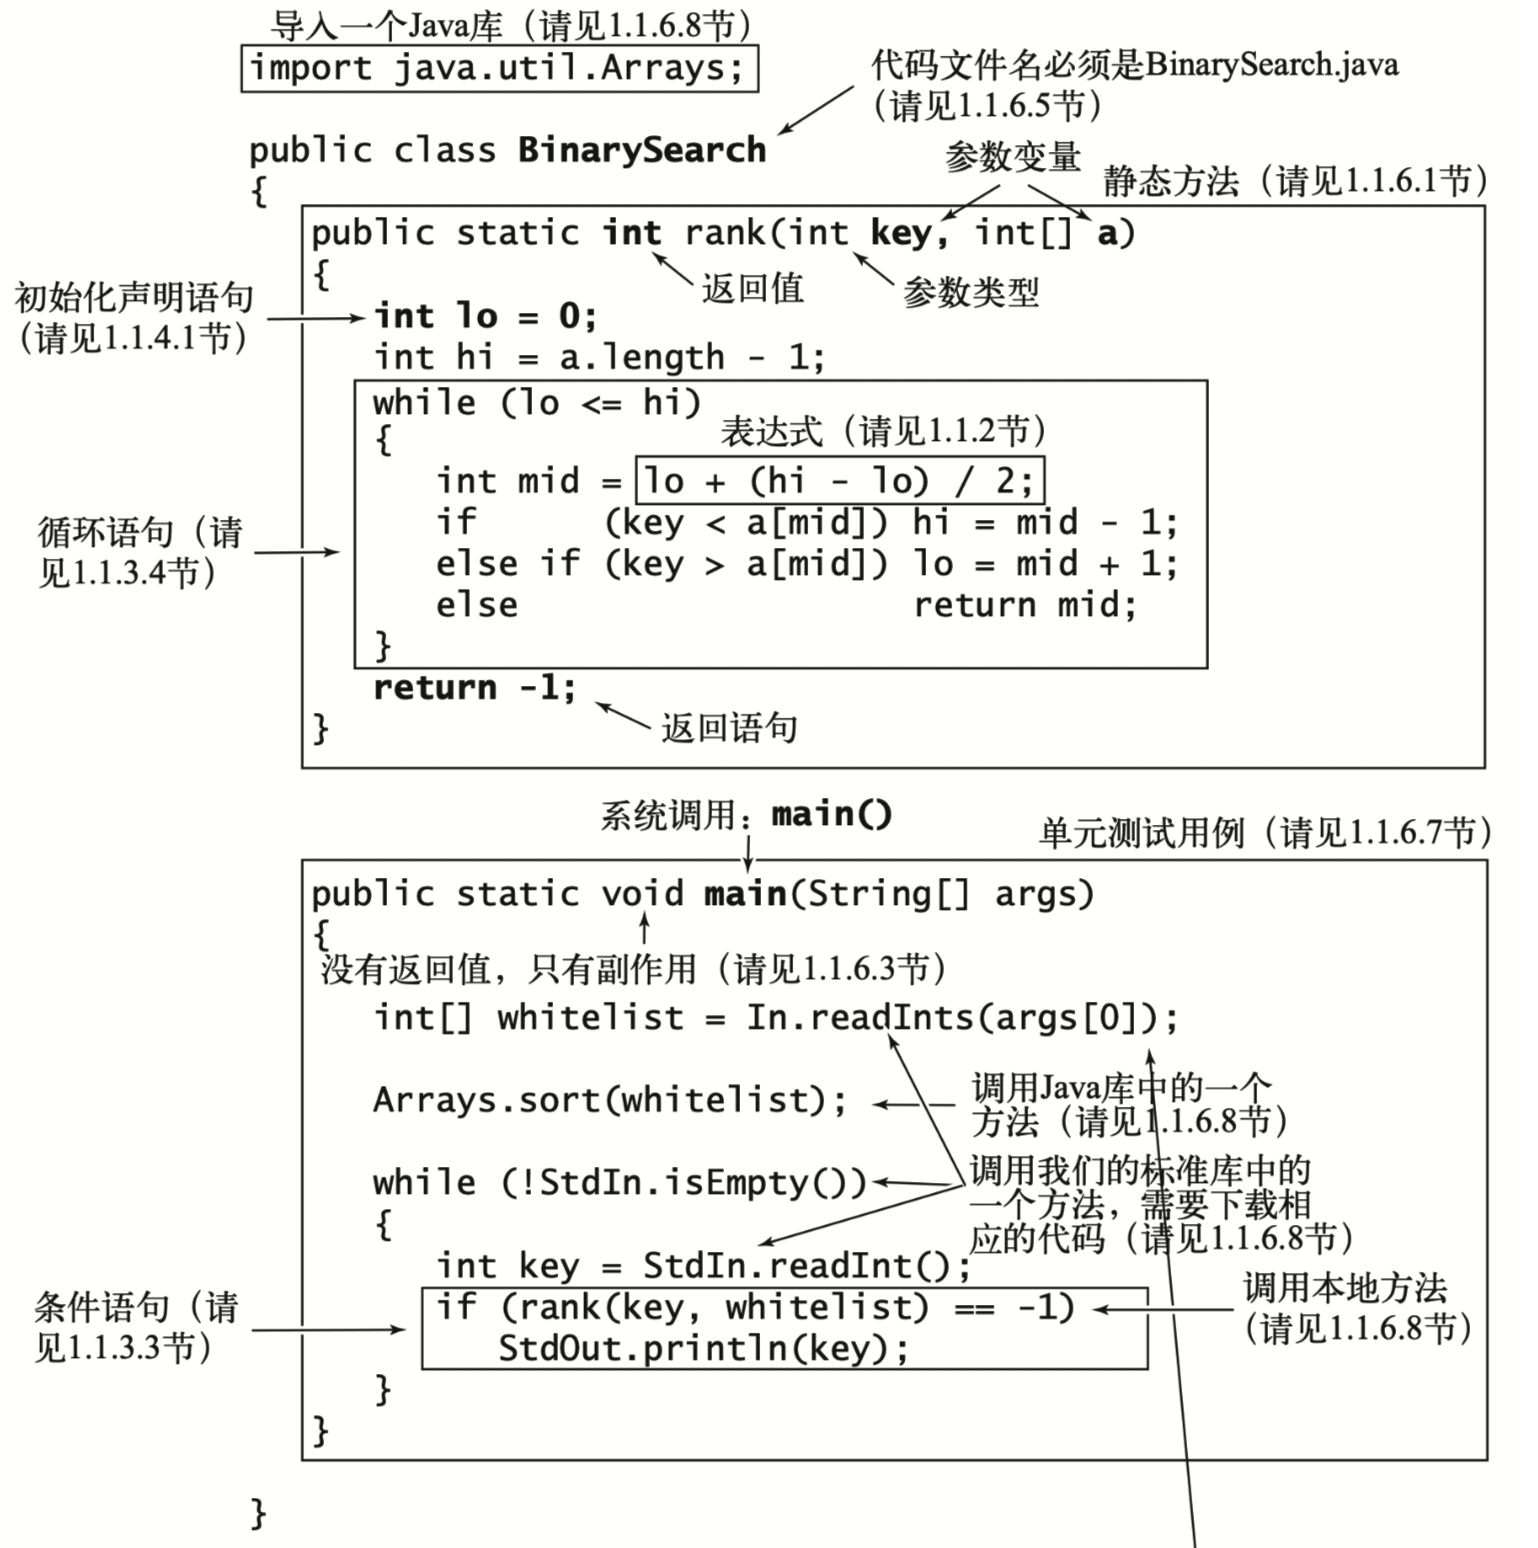 导入一个Java库（请见1.1.6.8节）
import java.util.Arrays;
代码文件名必须是BinarySearch.java
（请见1.1.6.5节）
public class BinarySearch
{
参数变量
静态方法（请见1.1.6.1节）
public static int rank(int key, int[] a)
{
返回值
参数类型
初始化声明语句
（请见1.1.4.1节）
int lo = 0;
int hi = a.length - 1;
while (lo <= hi)
{
表达式（请见1.1.2节）
int mid = lo + (hi - lo) / 2;
循环语句（请
见1.1.3.4节）
if (key < a[mid]) hi = mid - 1;
else if (key > a[mid]) lo = mid + 1;
else return mid;
}
return -1;
返回语句
}
系统调用：main()
单元测试用例（请见1.1.6.7节）
public static void main(String[] args)
{
没有返回值，只有副作用（请见1.1.6.3节）
int[] whitelist = In.readInts(args[0]);
Arrays.sort(whitelist);
调用Java库中的一个
方法（请见1.1.6.8节）
while (!StdIn.isEmpty())
调用我们的标准库中的
一个方法，需要下载相
应的代码（请见1.1.6.8节）
{
int key = StdIn.readInt();
条件语句（请
见1.1.3.3节）
if (rank(key, whitelist) == -1)
StdOut.println(key);
调用本地方法
（请见1.1.6.8节）
}
}
}